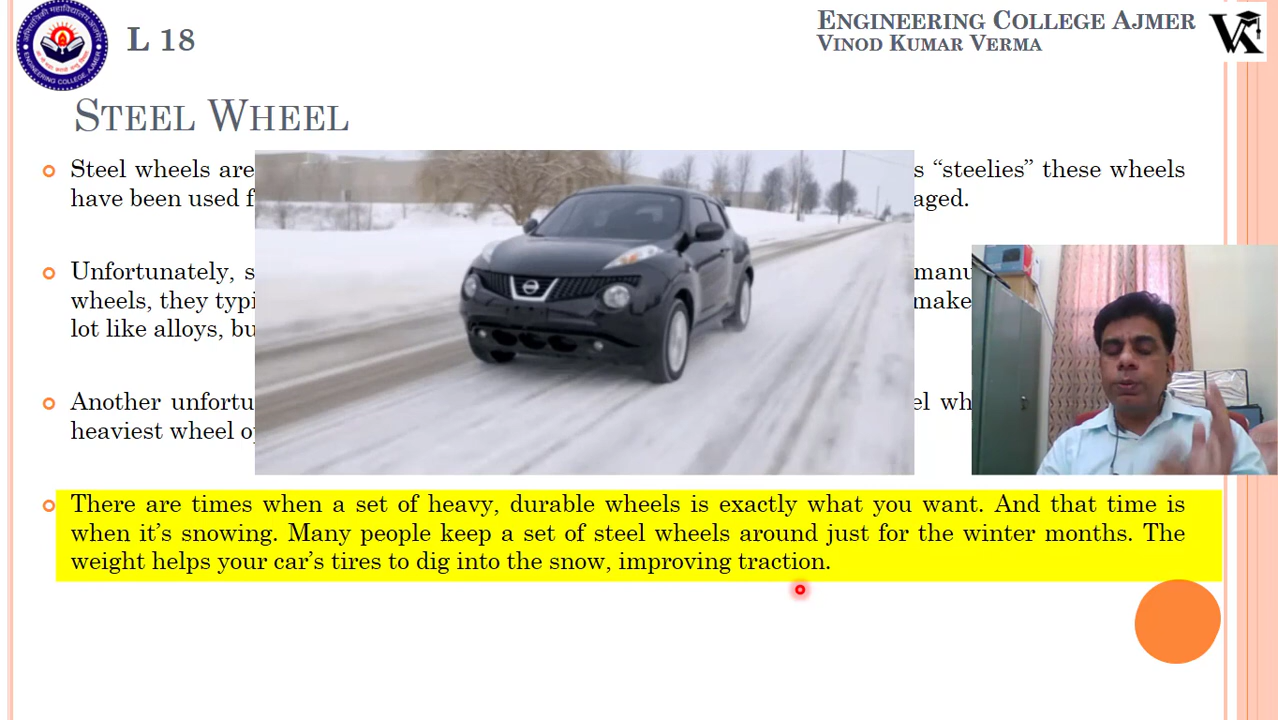 L 18
ENGINEERING COLLEGE AJMER
VINOD KUMAR VERMA
STEEL WHEEL
Steel wheels are s “steelies” these wheels
have been used f aged.
Unfortunately, s manu
wheels, they typi make
lot like alloys, bu
Another unfortu el wh
heaviest wheel o
There are times when a set of heavy, durable wheels is exactly what you want. And that time is
when it’s snowing. Many people keep a set of steel wheels around just for the winter months. The
weight helps your car’s tires to dig into the snow, improving traction.